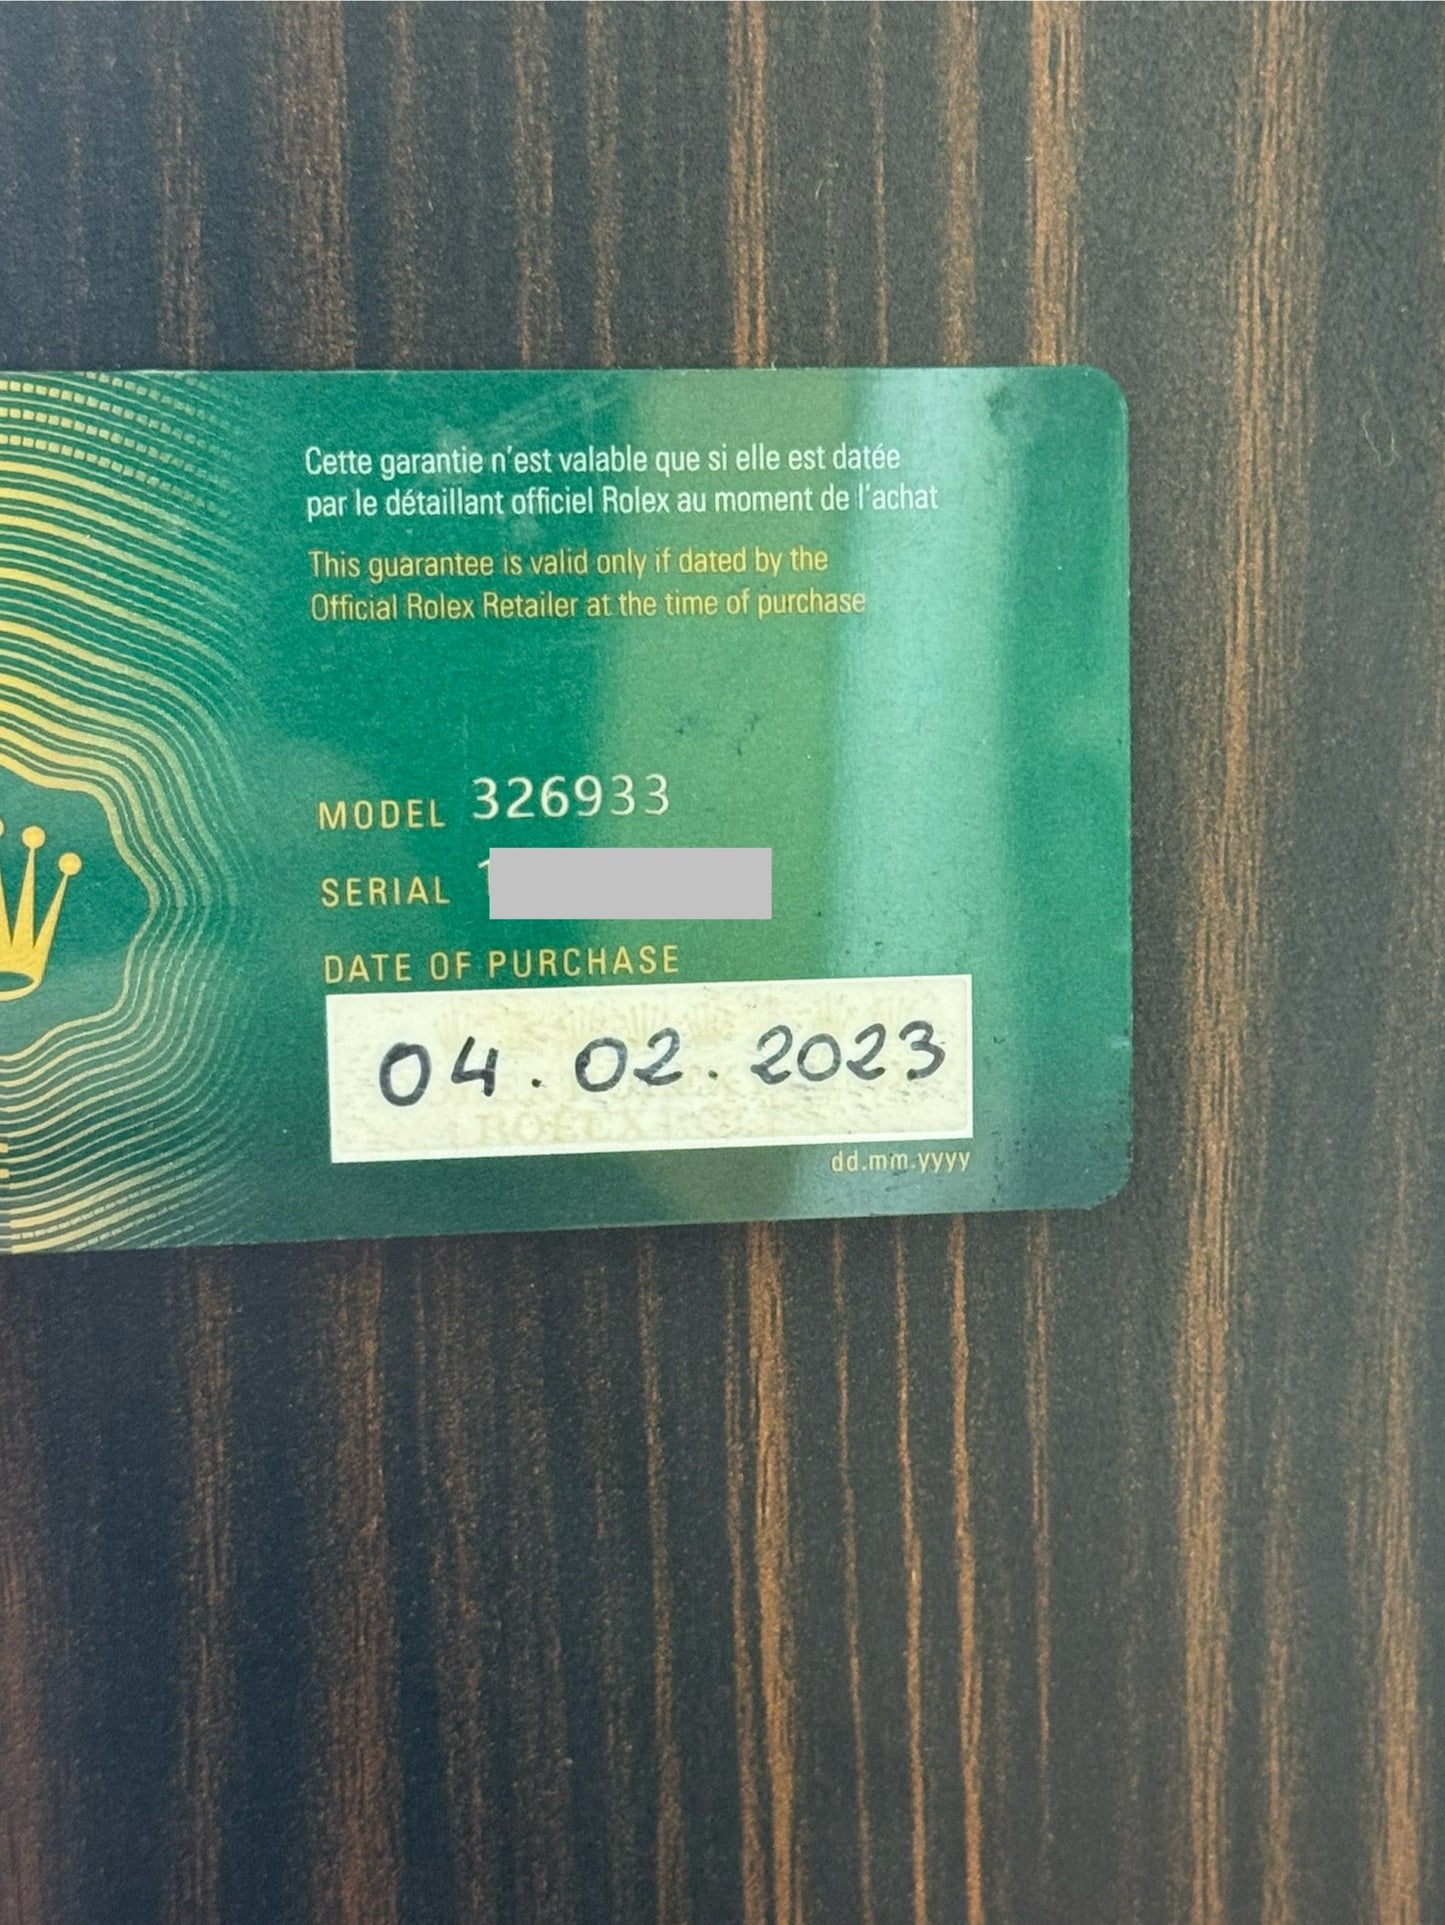 Cette garantie n'est valable que si elle est datée
par le détaillant officiel Rolex au moment de l'achat
This guarantee is valid only if dated by the
Official Rolex Retailer at the time of purchase
MODEL 326933
SERIAL
DATE OF PURCHASE
04.02.2023
dd.mm.yyyy